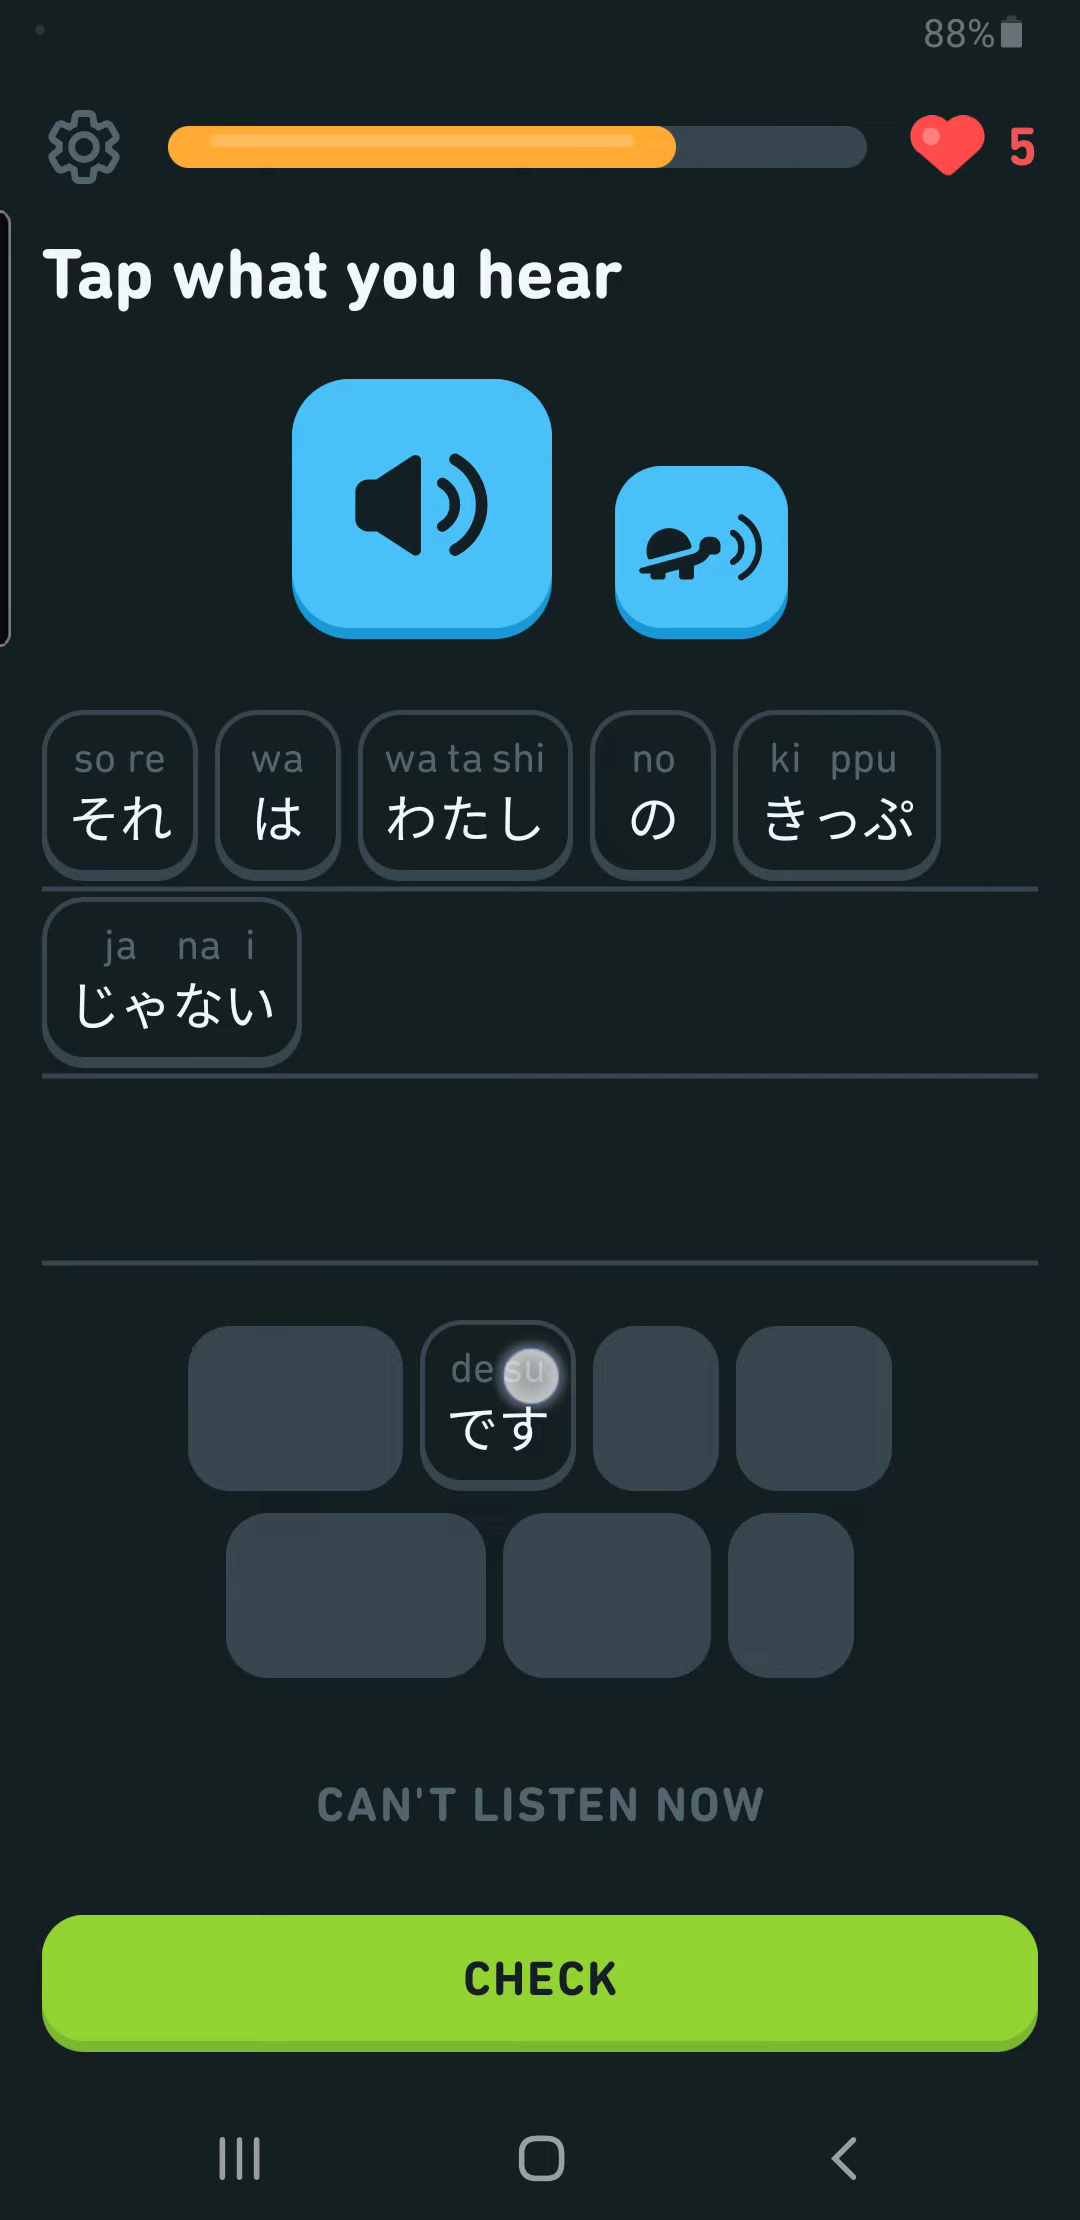 88%
5
Tap what you hear
so re wa wa ta shi no ki ppu
それ は わたし の きっぷ
ja na i
じゃない
de su
です
CAN'T LISTEN NOW
CHECK